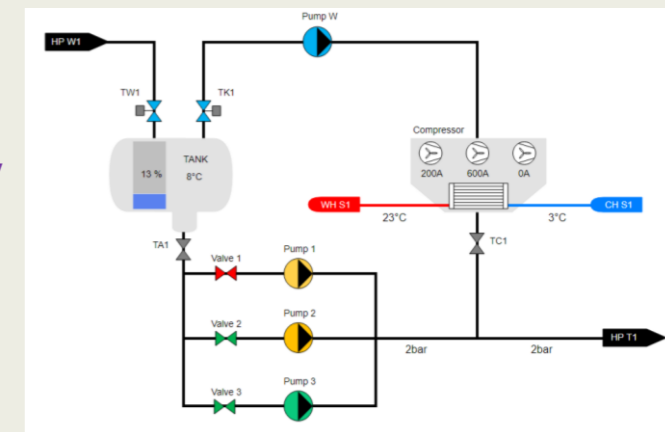 Pump W
HP W1
TW1
TK1
Compressor
TANK
13 %
8°C
200A
600A
0A
WH S1
CH S1
23°C
3°C
TA1
TC1
Valve 1
Pump 1
Valve 2
Pump 2
HP T1
2bar
2bar
Valve 3
Pump 3